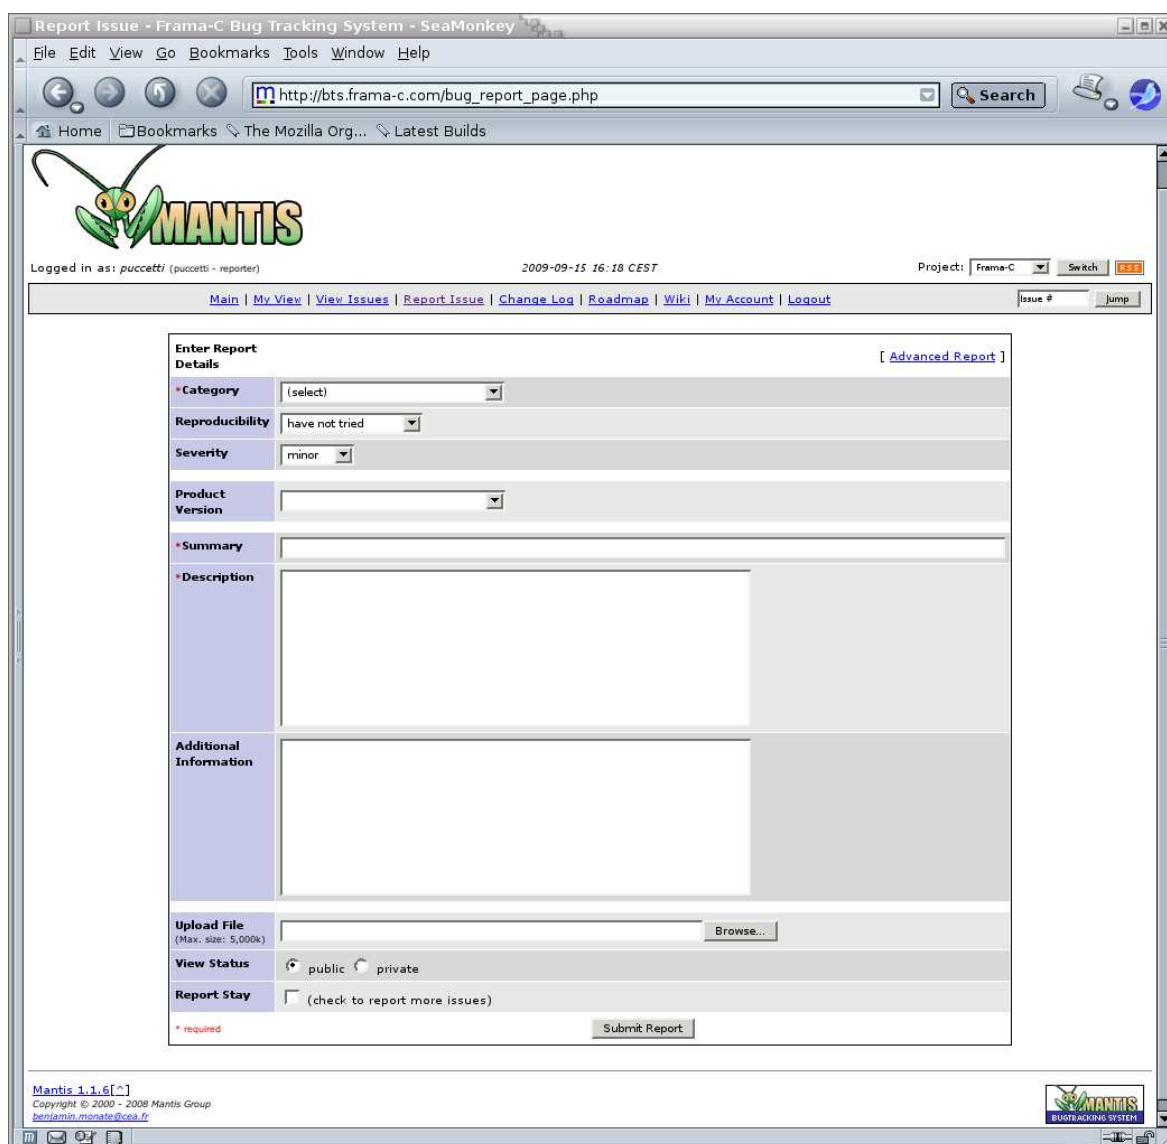 Report Issue - Frama-C Bug Tracking System - SeaMonkey
File Edit View Go Bookmarks Tools Window Help
http://bts.frama-c.com/bug_report_page.php
Search
Home Bookmarks The Mozilla Org... Latest Builds
MANTIS
Logged in as: puccetti (puccetti - reporter) 2009-09-15 16:18 CEST Project: Frama-C Switch RSS
Main | My View | View Issues | Report Issue | Change Log | Roadmap | Wiki | My Account | Logout Issue # Jump
Enter Report Details [ Advanced Report ]
*Category (select)
Reproducibility have not tried
Severity minor
Product Version
*Summary
*Description
Additional Information
Upload File
(Max. size: 5,000k) Browse...
View Status public private
Report Stay (check to report more issues)
* required Submit Report
Mantis 1.1.6[^]
Copyright © 2000 - 2008 Mantis Group
benjamin.monate@cea.fr
MANTIS
BUGTRACKING SYSTEM